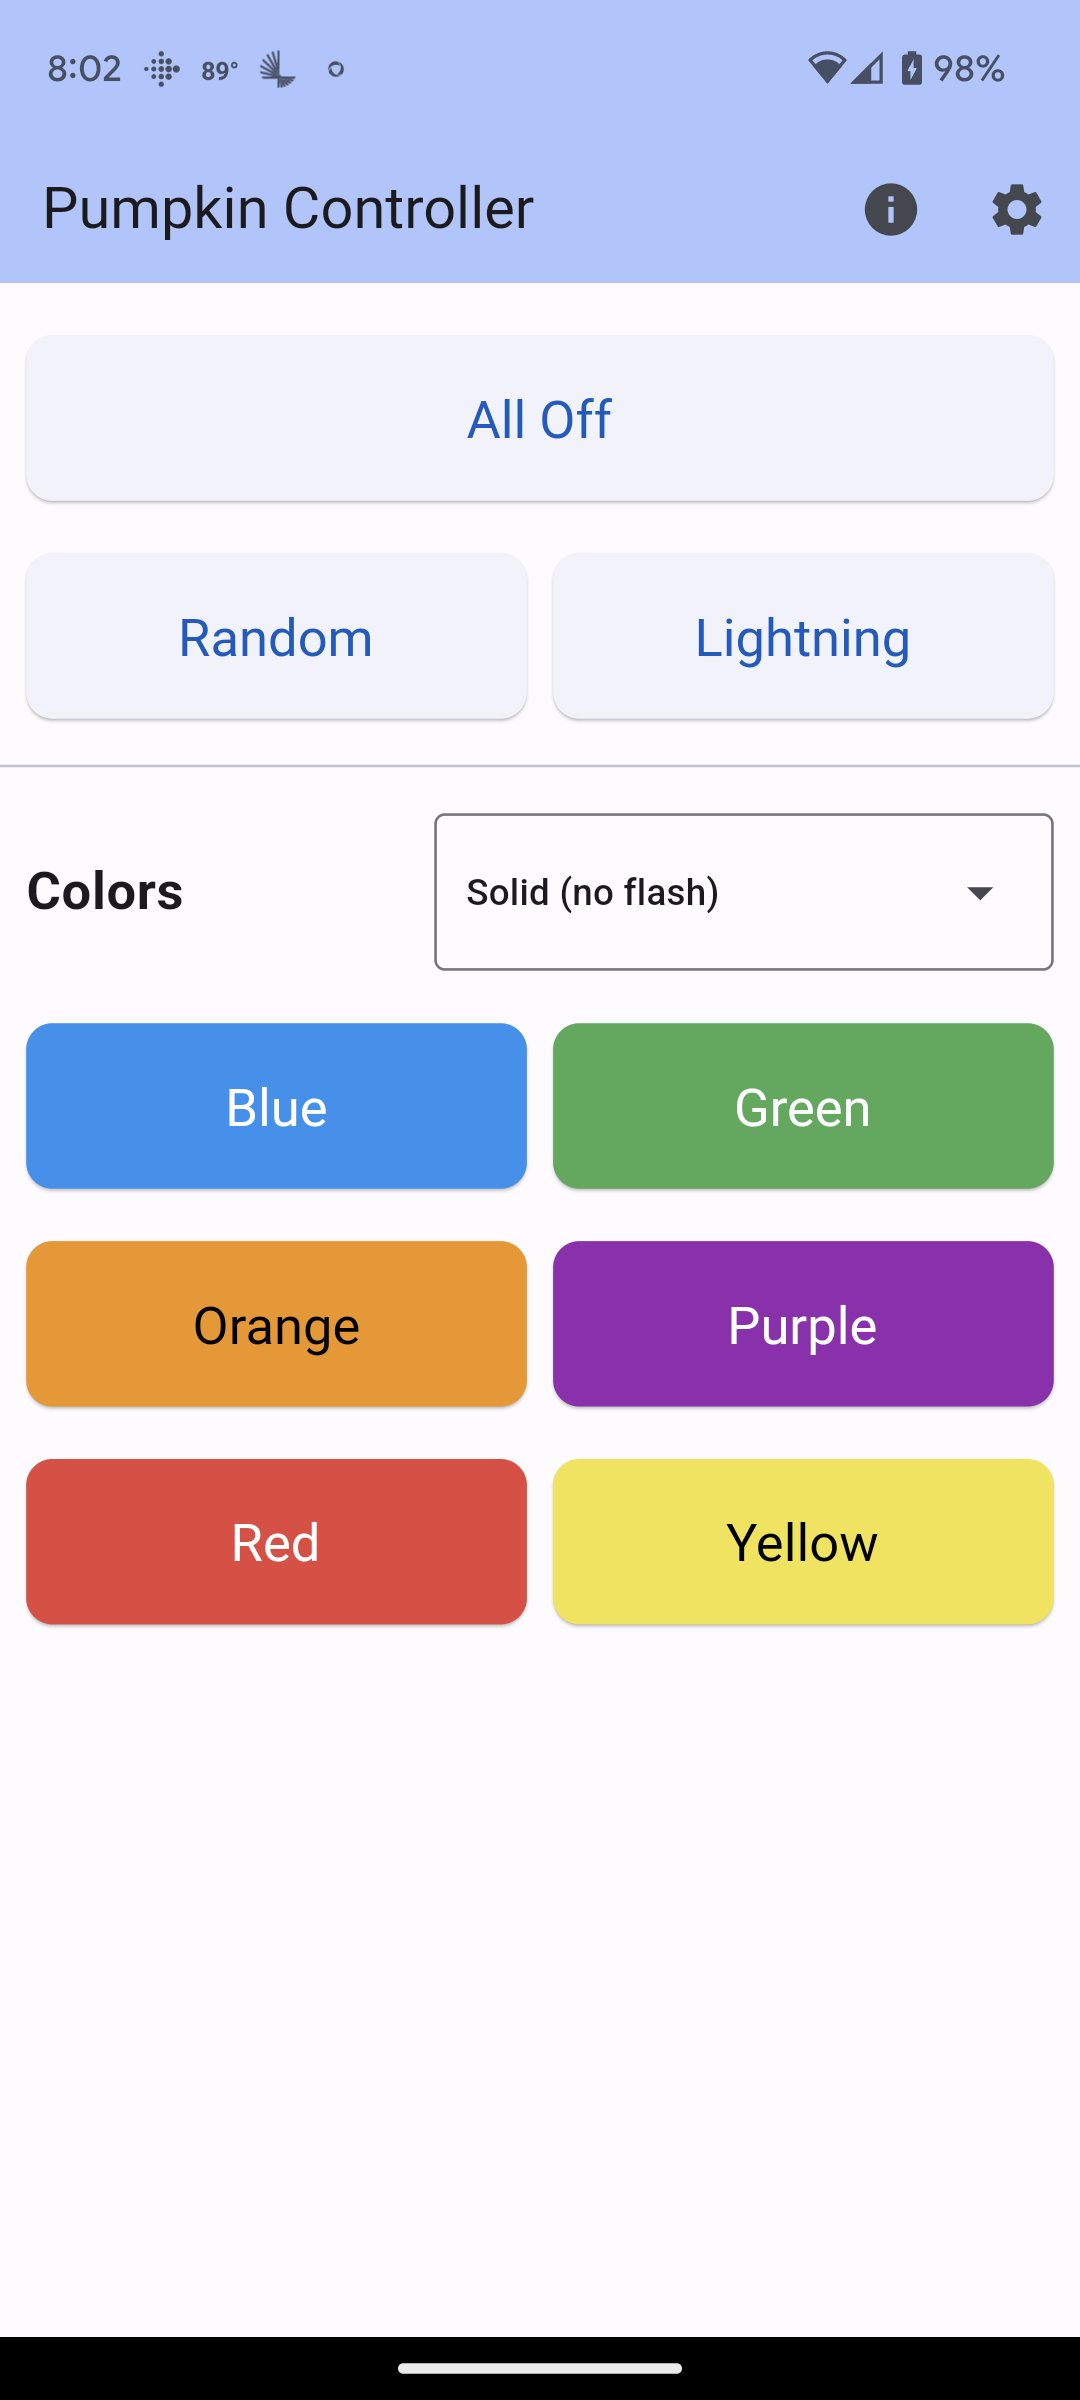 8:02 89° 98%
Pumpkin Controller
All Off
Random Lightning
Colors Solid (no flash)
Blue Green
Orange Purple
Red Yellow